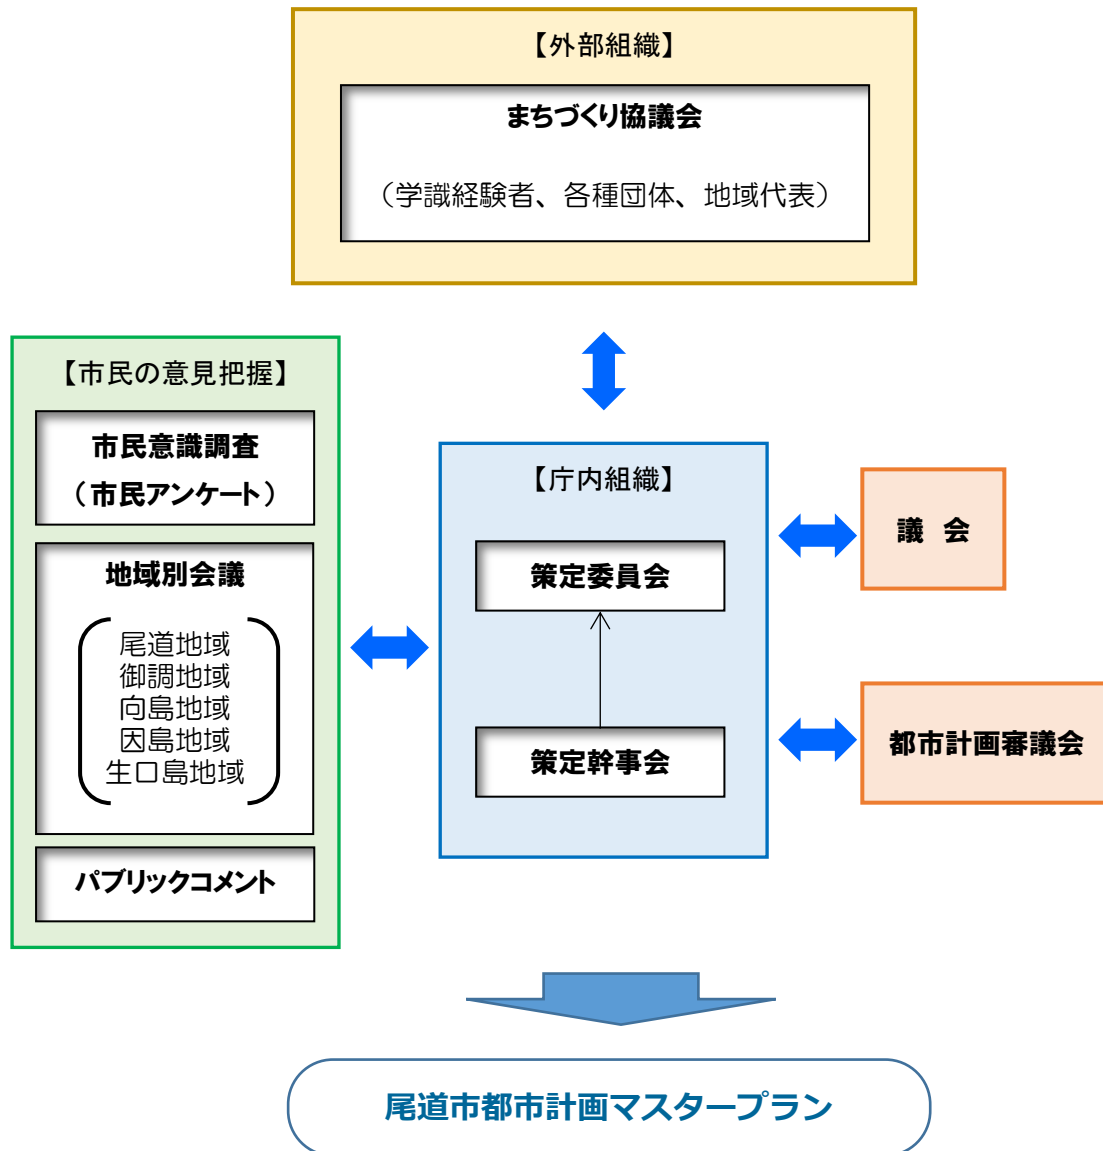 【外部組織】
まちづくり協議会
（学識経験者、各種団体、地域代表）
【市民の意見把握】
市民意識調査
（市民アンケート）
地域別会議
尾道地域
御調地域
向島地域
因島地域
生口島地域
パブリックコメント
【庁内組織】
策定委員会
策定幹事会
議　会
都市計画審議会
尾道市都市計画マスタープラン